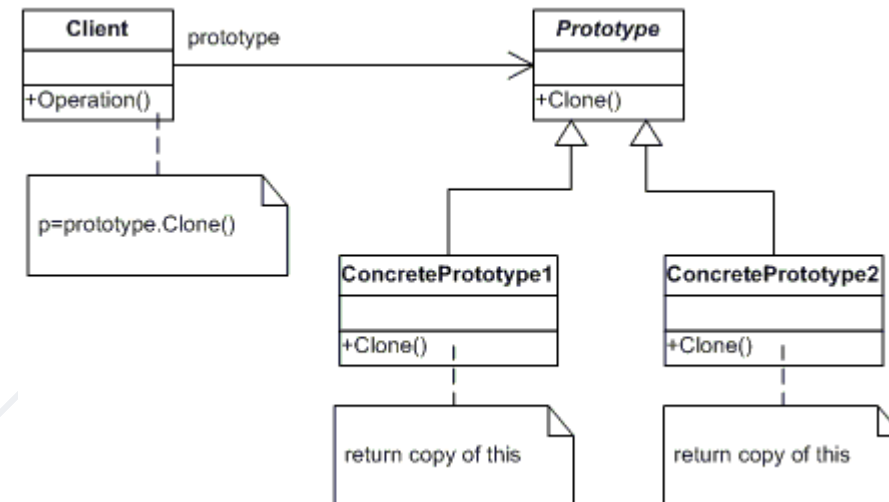 Client
prototype
Prototype
+Operation()
+Clone()
p=prototype.Clone()
ConcretePrototype1
ConcretePrototype2
+Clone()
+Clone()
return copy of this
return copy of this